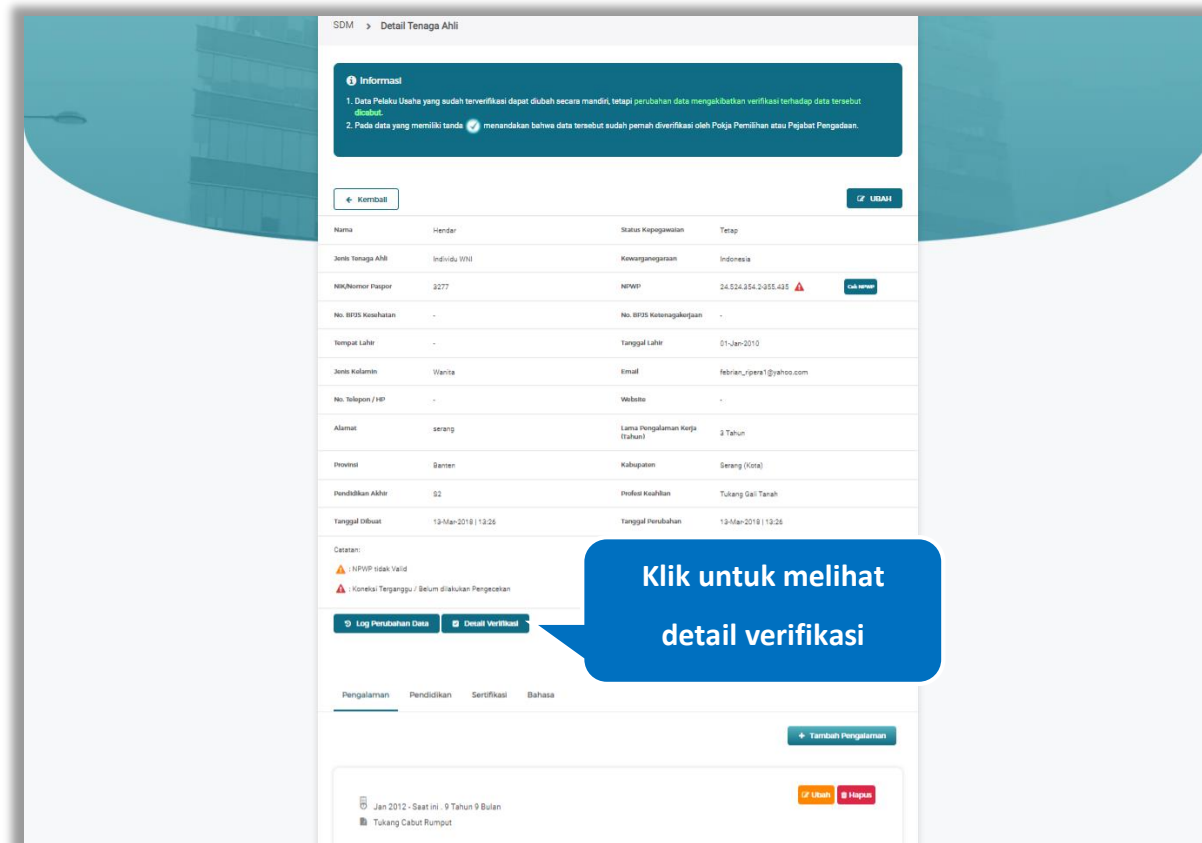 SDM > Detail Tenaga Ahli
Informasi
1. Data Pelaku Usaha yang sudah terverifikasi dapat diubah secara mandiri, tetapi perubahan data mengakibatkan verifikasi terhadap data tersebut
dicabut.
2. Pada data yang memiliki tanda menandakan bahwa data tersebut sudah pernah diverifikasi oleh Pokja Pemilihan atau Pejabat Pengadaan.
Kembali UBAH
Nama Hendar Status Kepegawaian Tetap
Jenis Tenaga Ahli Individu WNI Kewarganegaraan Indonesia
NIK/Nomor Paspor 3277 NPWP 24.524.354.2-355.435 Cek NPWP
No. BPJS Kesehatan - No. BPJS Ketenagakerjaan -
Tempat Lahir - Tanggal Lahir 01-Jan-2010
Jenis Kelamin Wanita Email febrian_ripera1@yahoo.com
No. Telepon / HP - Website -
Alamat serang Lama Pengalaman Kerja
(Tahun) 3 Tahun
Provinsi Banten Kabupaten Serang (Kota)
Pendidikan Akhir S2 Profesi Keahlian Tukang Gali Tanah
Tanggal Dibuat 13-Mar-2018 | 13:26 Tanggal Perubahan 13-Mar-2018 | 13:26
Catatan:
: NPWP tidak Valid
: Koneksi Terganggu / Belum dilakukan Pengecekan
Klik untuk melihat
detail verifikasi
Log Perubahan Data Detail Verifikasi
Pengalaman Pendidikan Sertifikasi Bahasa
+ Tambah Pengalaman
Ubah Hapus
Jan 2012 - Saat ini . 9 Tahun 9 Bulan
Tukang Cabut Rumput